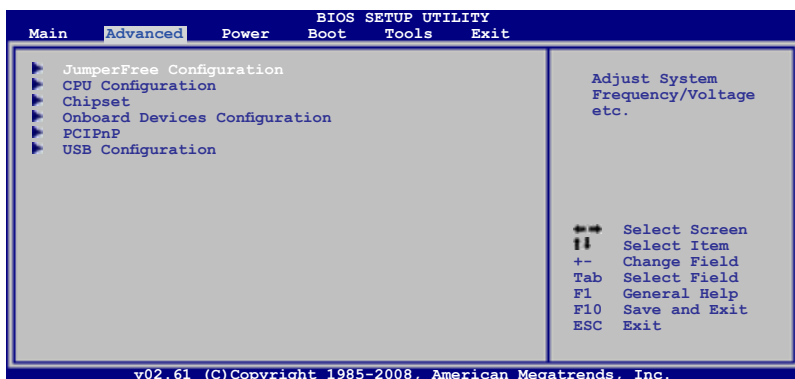 BIOS SETUP UTILITY
Main Advanced Power Boot Tools Exit
JumperFree Configuration
CPU Configuration
Chipset
Onboard Devices Configuration
PCIPnP
USB Configuration
Adjust System
Frequency/Voltage
etc.
Select Screen
Select Item
+- Change Field
Tab Select Field
F1 General Help
F10 Save and Exit
ESC Exit
v02.61 (C)Copyright 1985-2008, American Megatrends, Inc.